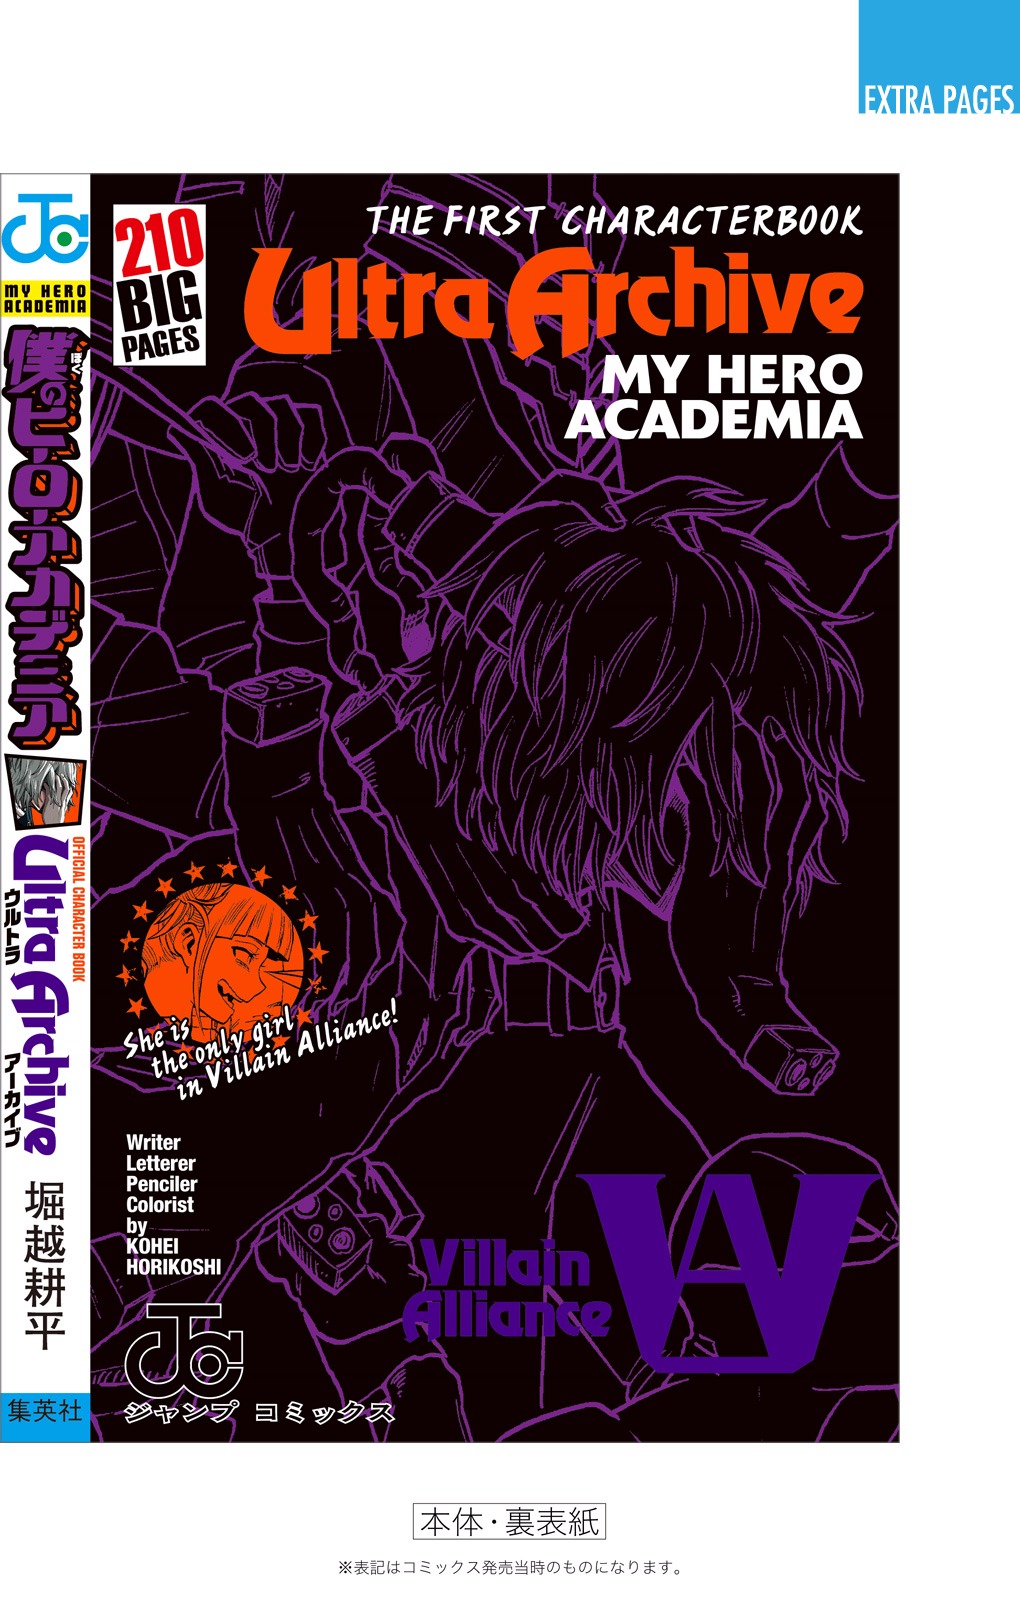 EXTRA PAGES
JC
MY HERO
ACADEMIA
僕のヒーローアカデミア
ぼく
OFFICIAL CHARACTER BOOK
Ultra Archive
ウルトラ アーカイブ
堀越耕平
集英社
210
BIG
PAGES
THE FIRST CHARACTERBOOK
Ultra Archive
MY HERO
ACADEMIA
She is
the only girl
in Villain Alliance!
Writer
Letterer
Penciler
Colorist
by
KOHEI
HORIKOSHI
JC
ジャンプ コミックス
Villain
Alliance
VA
本体・裏表紙
※表記はコミックス発売当時のものになります。